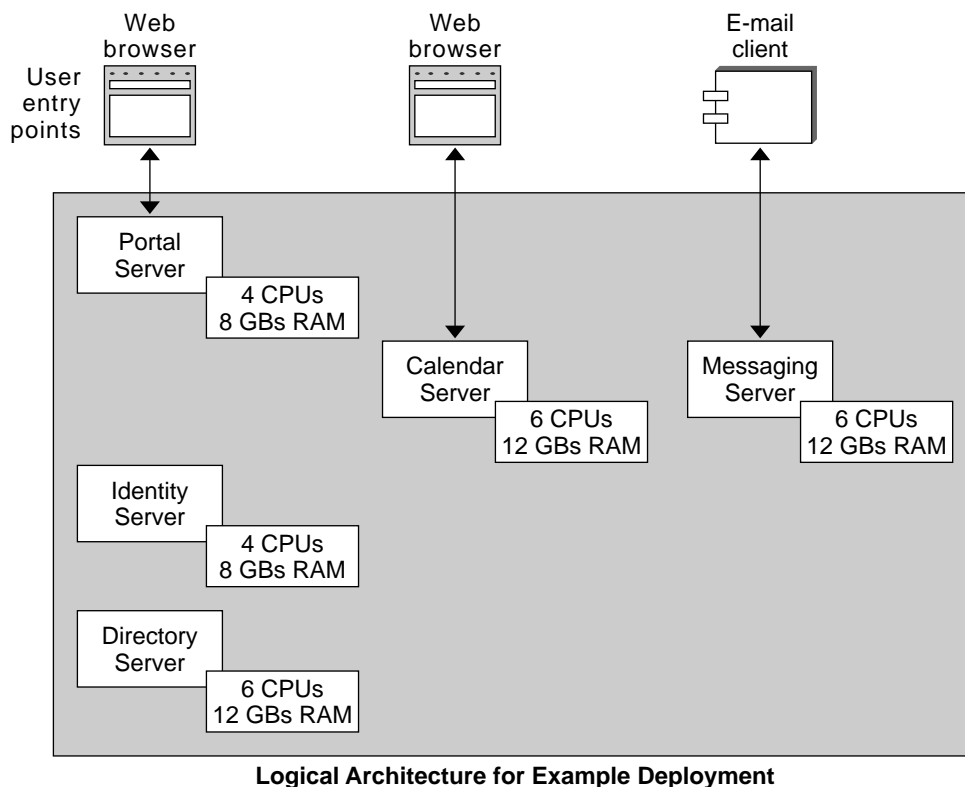 Web
browser
Web
browser
E-mail
client
User
entry
points
Portal
Server
4 CPUs
8 GBs RAM
Calendar
Server
6 CPUs
12 GBs RAM
Messaging
Server
6 CPUs
12 GBs RAM
Identity
Server
4 CPUs
8 GBs RAM
Directory
Server
6 CPUs
12 GBs RAM
Logical Architecture for Example Deployment